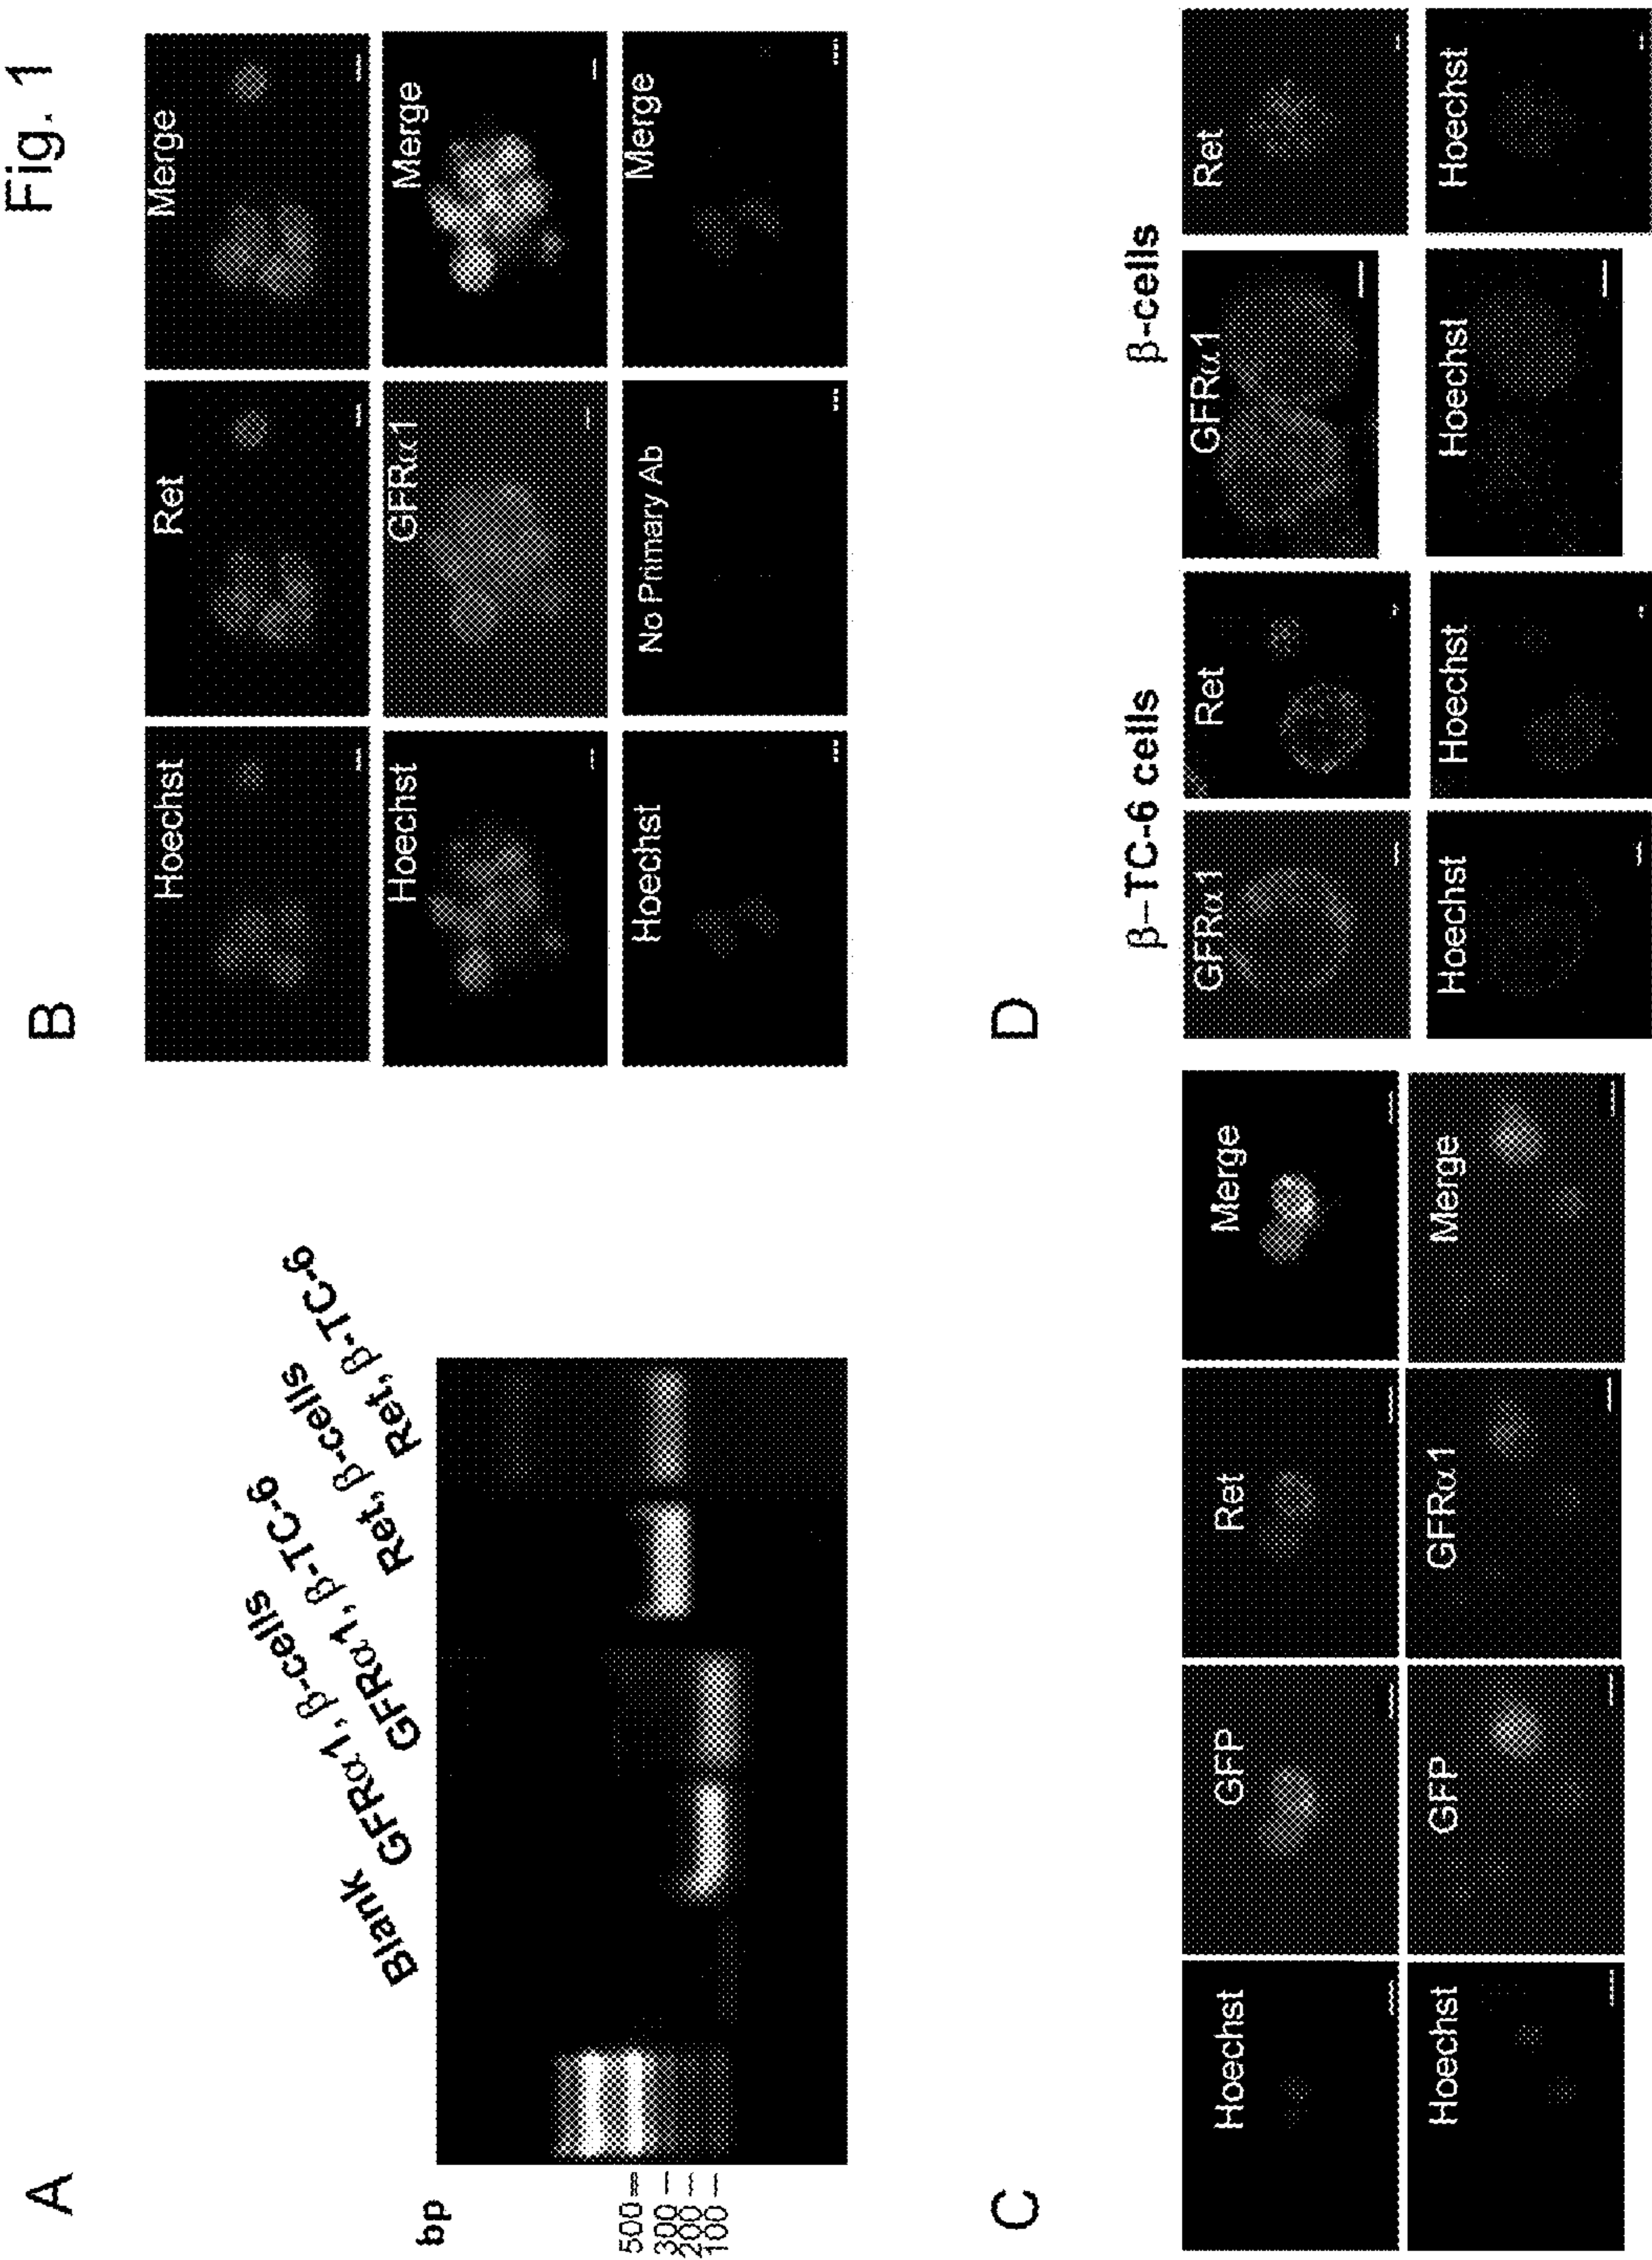 Fig. 1
A
Blank
GFRα1, β-cells
GFRα1, β-TC-6
Ret, β-cells
Ret, β-TC-6
bp
500
300
200
100
B
Hoechst
Ret
Merge
Hoechst
GFRα1
Merge
Hoechst
No Primary Ab
Merge
C
Hoechst
GFP
Ret
Merge
Hoechst
GFP
GFRα1
Merge
D
β–TC-6 cells
β-cells
GFRα1
Ret
GFRα1
Ret
Hoechst
Hoechst
Hoechst
Hoechst